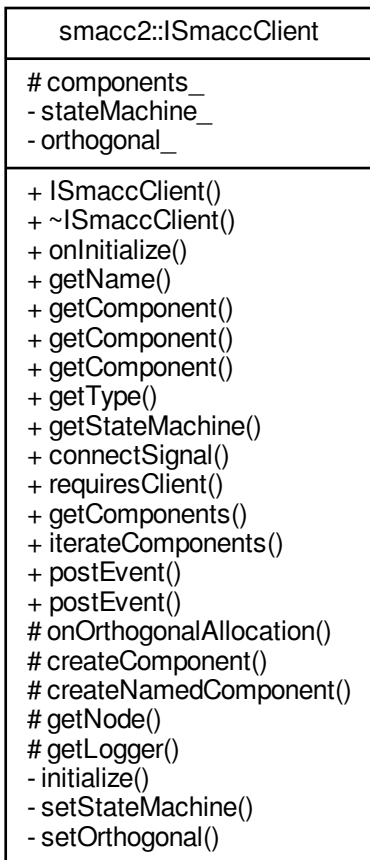 smacc2::ISmaccClient
# components_
- stateMachine_
- orthogonal_
+ ISmaccClient()
+ ~ISmaccClient()
+ onInitialize()
+ getName()
+ getComponent()
+ getComponent()
+ getComponent()
+ getType()
+ getStateMachine()
+ connectSignal()
+ requiresClient()
+ getComponents()
+ iterateComponents()
+ postEvent()
+ postEvent()
# onOrthogonalAllocation()
# createComponent()
# createNamedComponent()
# getNode()
# getLogger()
- initialize()
- setStateMachine()
- setOrthogonal()